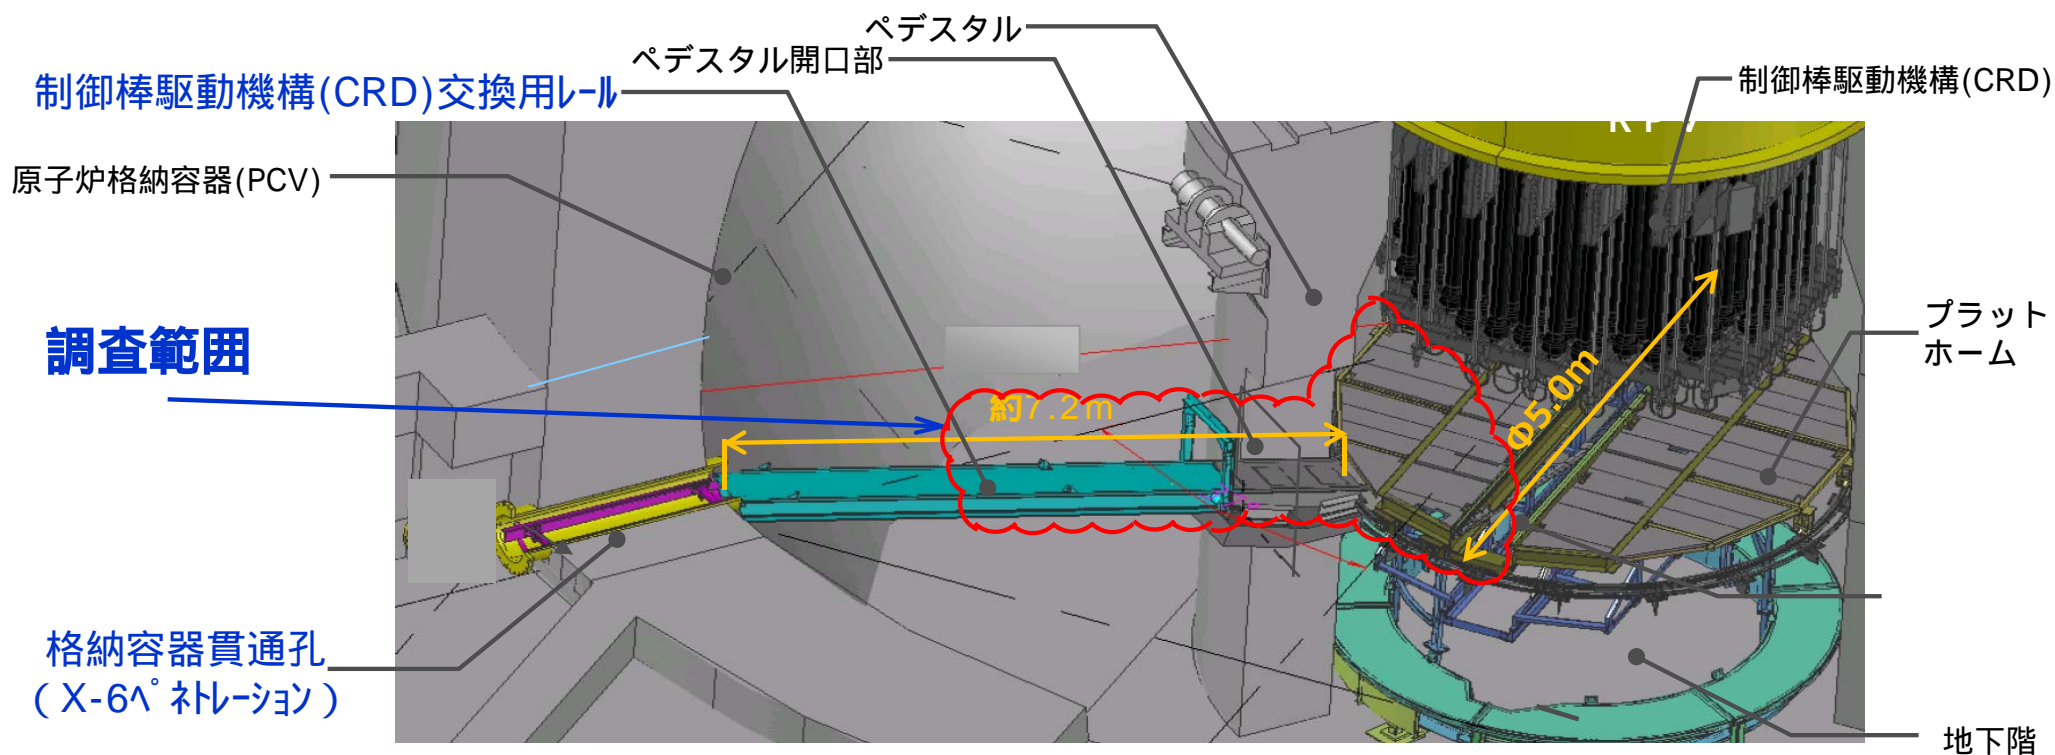 ペデスタル
ペデスタル開口部
制御棒駆動機構(CRD)交換用ﾚｰﾙ
制御棒駆動機構(CRD)
RPV
原子炉格納容器(PCV)
調査範囲
プラット
ホーム
約7.2m
Φ5.0m
格納容器貫通孔
(X-6ﾍﾟﾈﾄﾚｰｼｮﾝ)
地下階